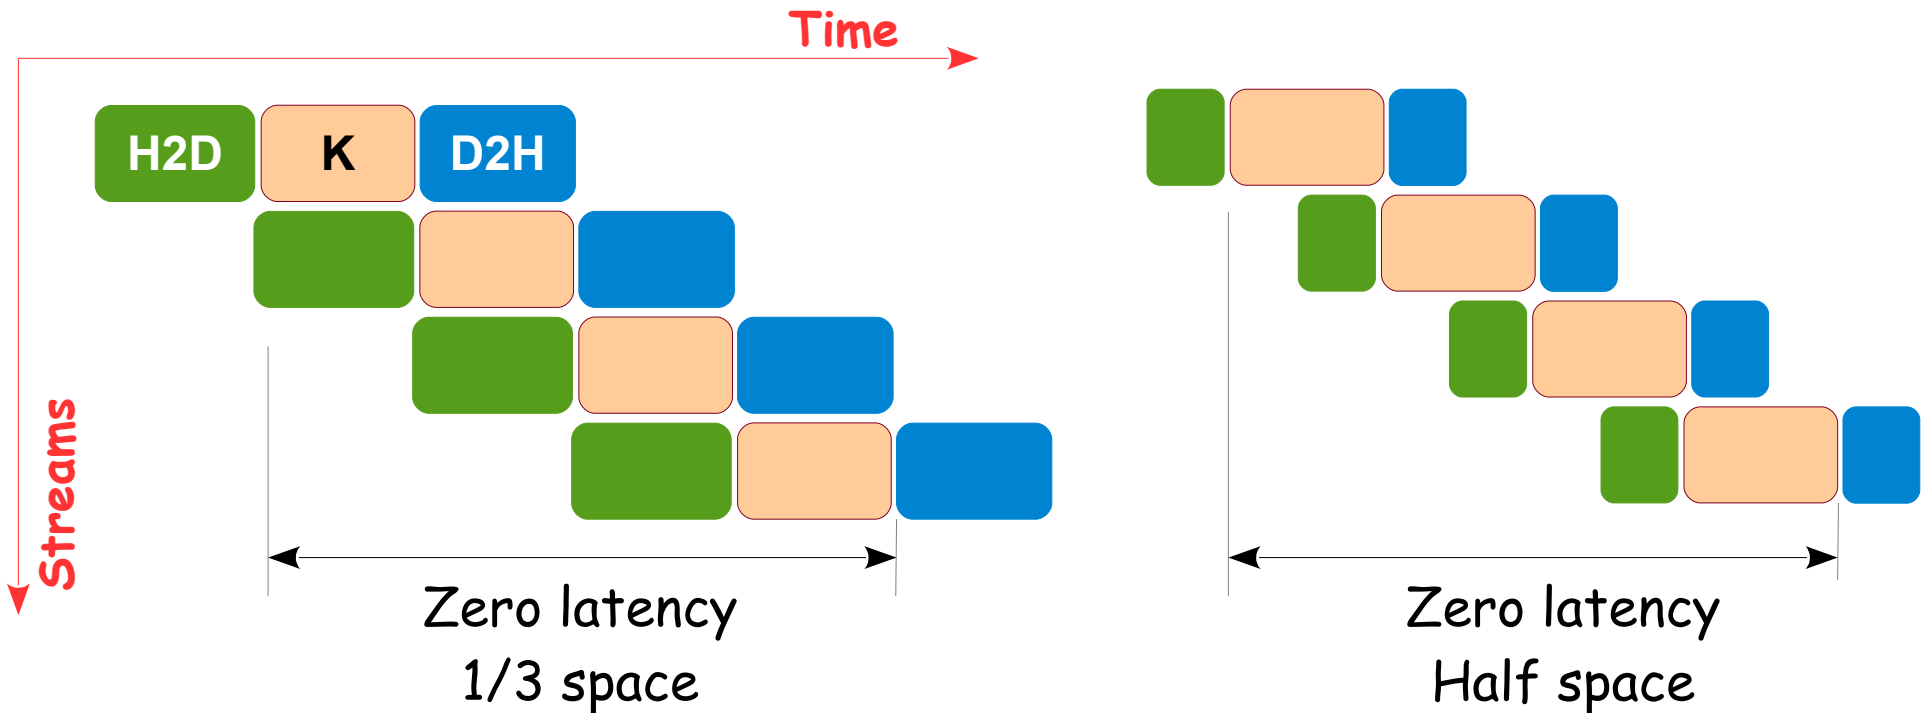 Time
H2D K D2H
Streams
Zero latency
1/3 space
Zero latency
Half space